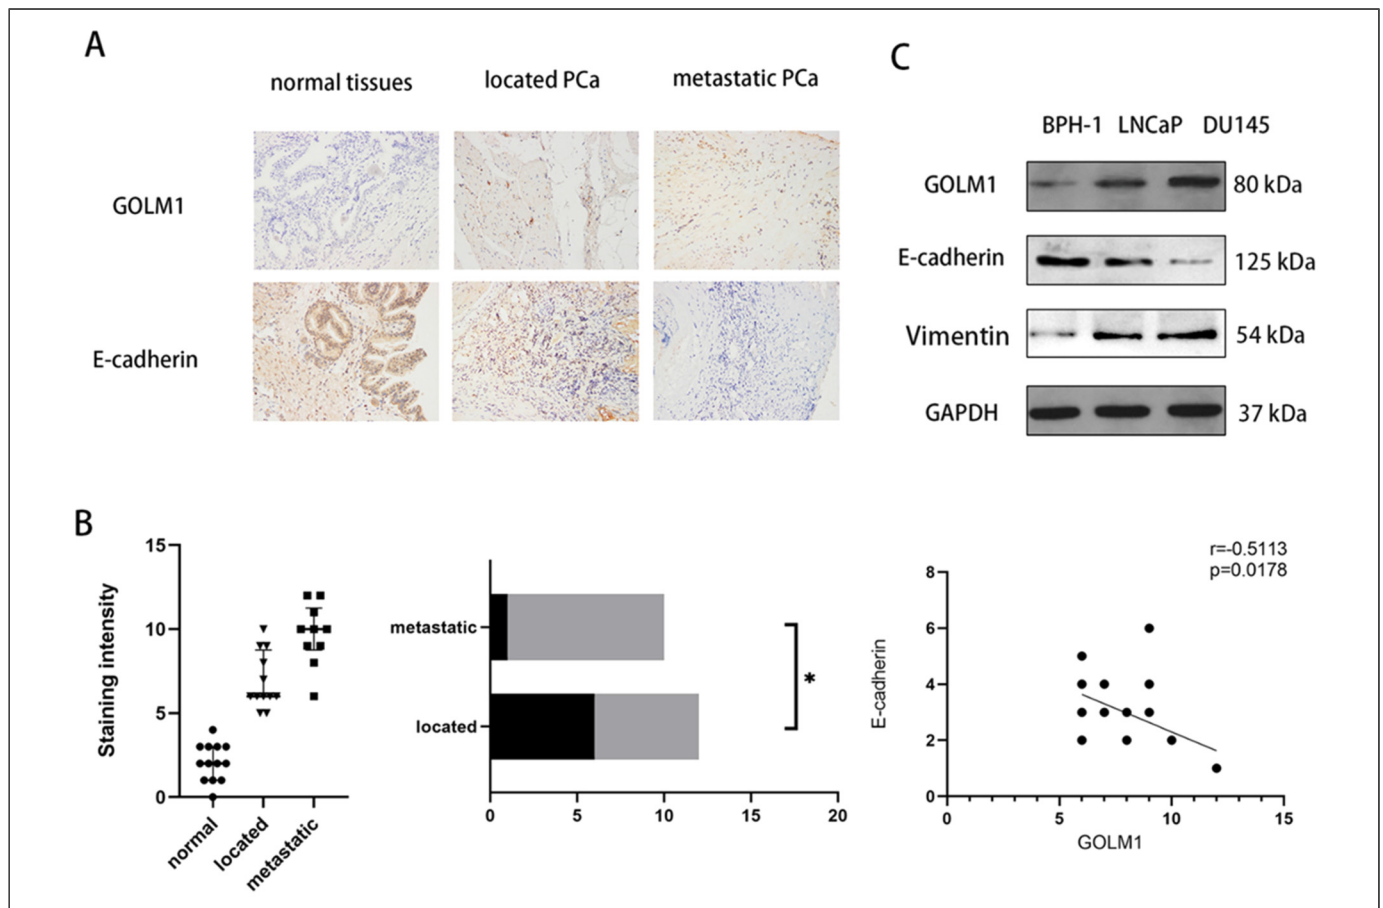 A
normal tissues
located PCa
metastatic PCa
GOLM1
E-cadherin
C
BPH-1 LNCaP DU145
GOLM1 80 kDa
E-cadherin 125 kDa
Vimentin 54 kDa
GAPDH 37 kDa
B
Staining intensity
15
10
5
0
normal
located
metastatic
metastatic
located
*
0 5 10 15 20
r=-0.5113
p=0.0178
E-cadherin
8
6
4
2
0
0 5 10 15
GOLM1